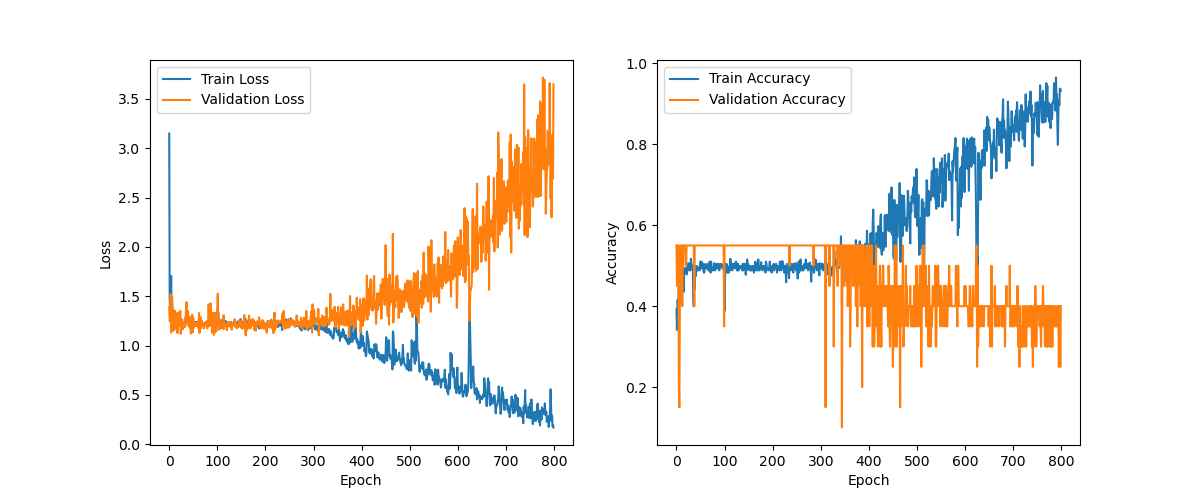 Train Loss
Validation Loss
Loss
3.5
3.0
2.5
2.0
1.5
1.0
0.5
0.0
0 100 200 300 400 500 600 700 800
Epoch
Train Accuracy
Validation Accuracy
Accuracy
1.0
0.8
0.6
0.4
0.2
0 100 200 300 400 500 600 700 800
Epoch